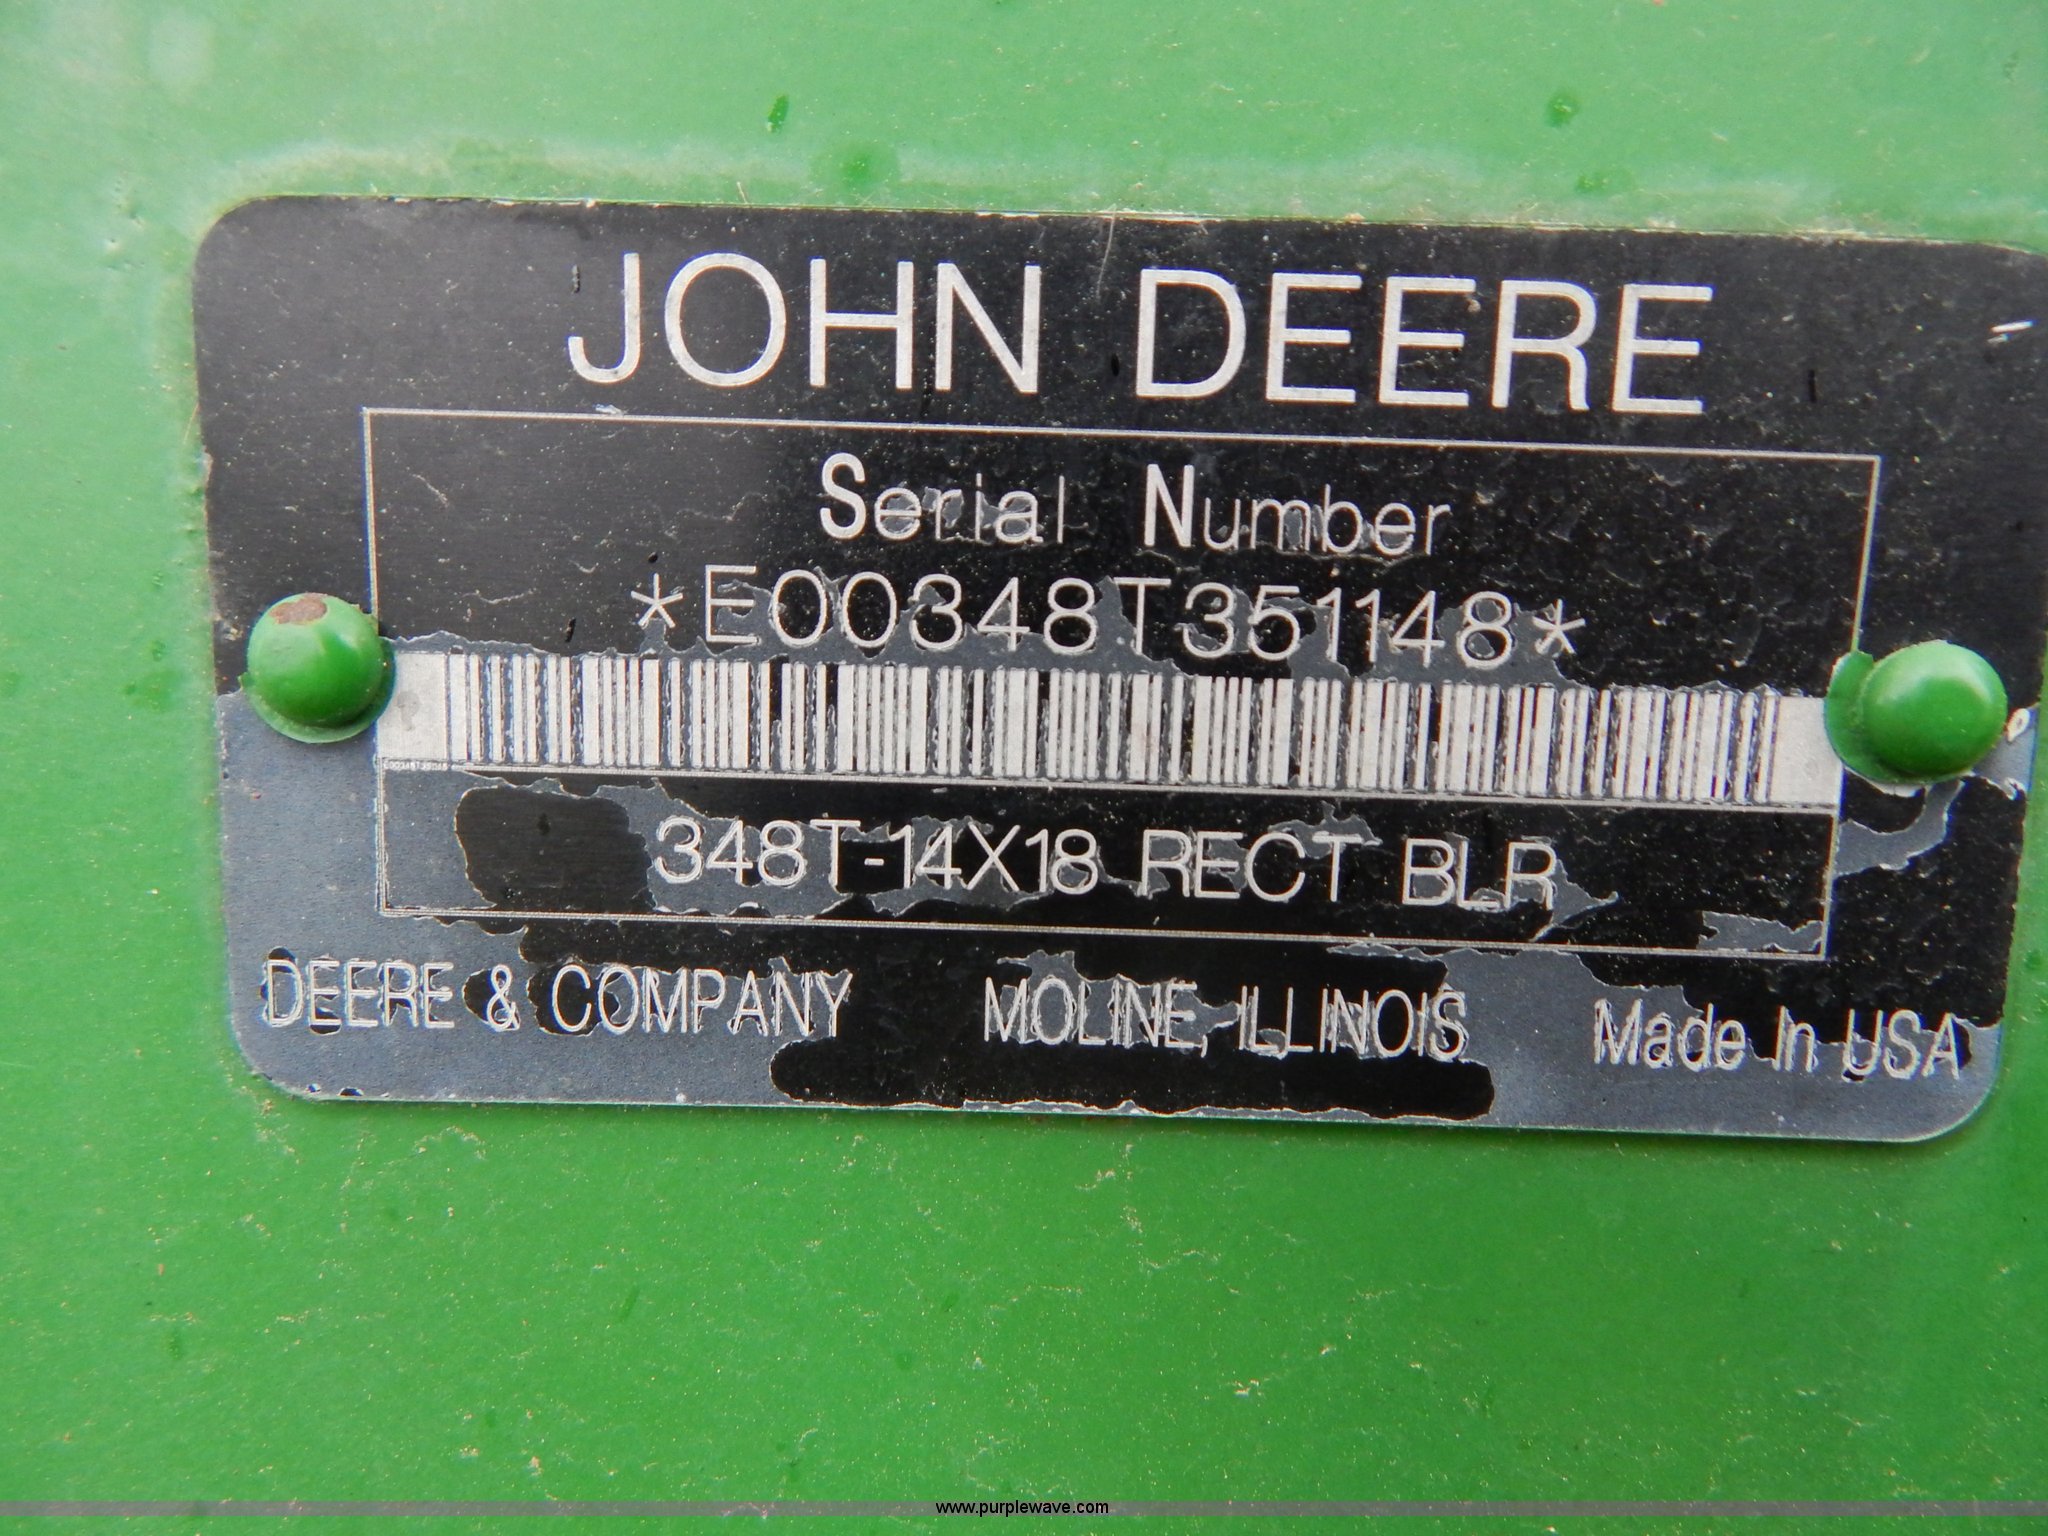 JOHN DEERE
Serial Number
*E00348T351148*
E00348T351148
348T-14X18 RECT BLR
DEERE & COMPANY MOLINE, ILLINOIS Made In USA
www.purplewave.com